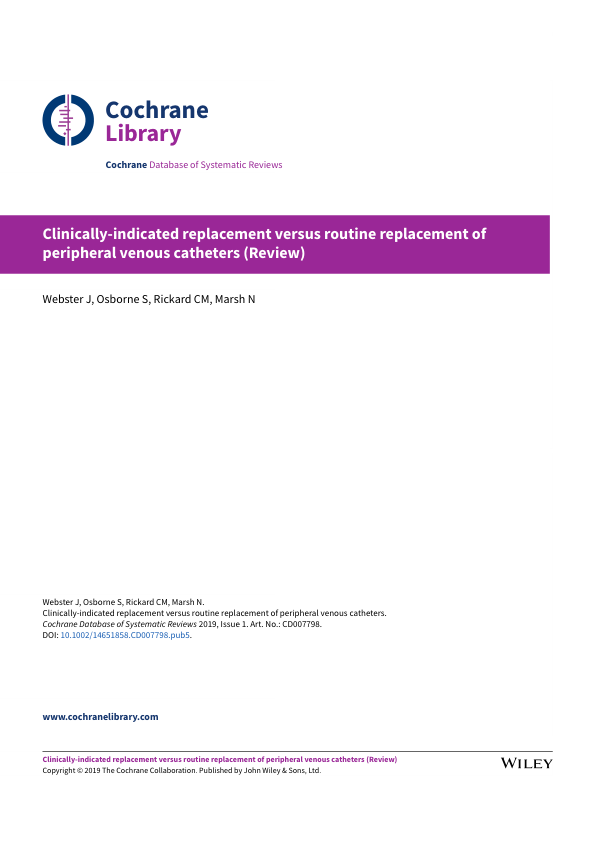 Cochrane
Library
Cochrane Database of Systematic Reviews
Clinically-indicated replacement versus routine replacement of
peripheral venous catheters (Review)
Webster J, Osborne S, Rickard CM, Marsh N
Webster J, Osborne S, Rickard CM, Marsh N.
Clinically-indicated replacement versus routine replacement of peripheral venous catheters.
Cochrane Database of Systematic Reviews 2019, Issue 1. Art. No.: CD007798.
DOI: 10.1002/14651858.CD007798.pub5.
www.cochranelibrary.com
Clinically-indicated replacement versus routine replacement of peripheral venous catheters (Review)
Copyright © 2019 The Cochrane Collaboration. Published by John Wiley & Sons, Ltd.
WILEY